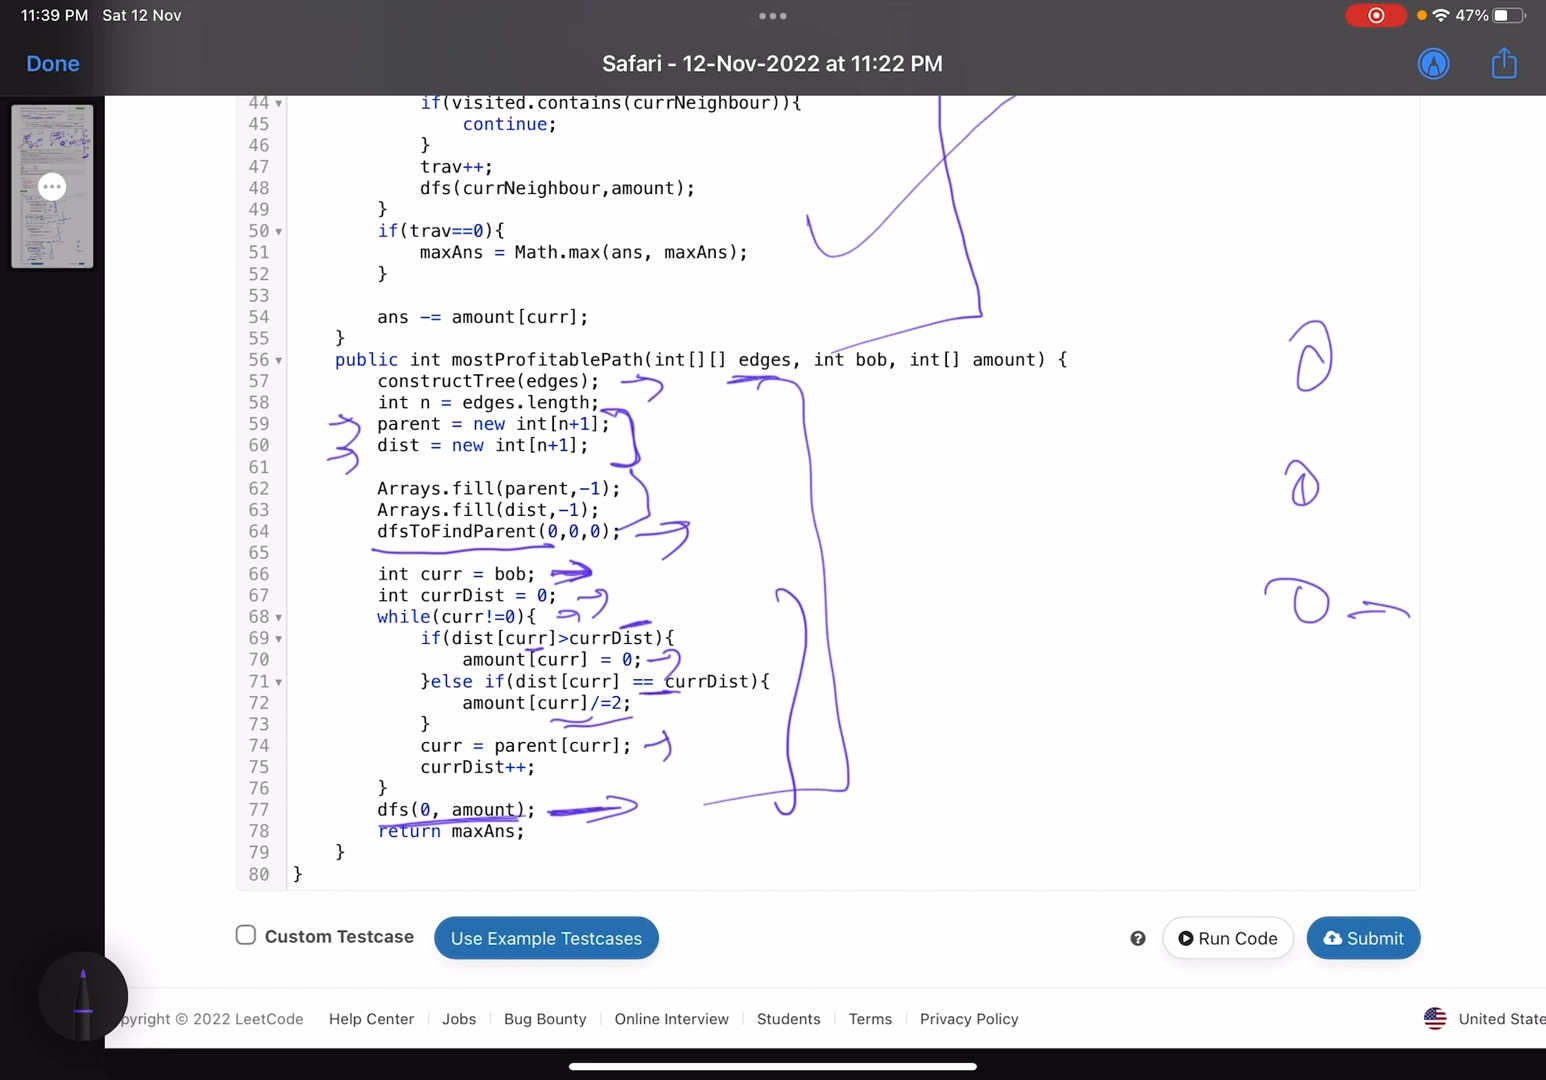 11:39 PM Sat 12 Nov
47%
Done
Safari - 12-Nov-2022 at 11:22 PM
44 if(visited.contains(currNeighbour)){
45 continue;
46 }
47 trav++;
48 dfs(currNeighbour,amount);
49 }
50 if(trav==0){
51 maxAns = Math.max(ans, maxAns);
52 }
53
54 ans -= amount[curr];
55 }
56 public int mostProfitablePath(int[][] edges, int bob, int[] amount) {
57 constructTree(edges);
58 int n = edges.length;
59 parent = new int[n+1];
60 dist = new int[n+1];
61
62 Arrays.fill(parent,-1);
63 Arrays.fill(dist,-1);
64 dfsToFindParent(0,0,0);
65
66 int curr = bob;
67 int currDist = 0;
68 while(curr!=0){
69 if(dist[curr]>currDist){
70 amount[curr] = 0;
71 }else if(dist[curr] == currDist){
72 amount[curr]/=2;
73 }
74 curr = parent[curr];
75 currDist++;
76 }
77 dfs(0, amount);
78 return maxAns;
79 }
80 }
Custom Testcase
Use Example Testcases
? Run Code
Submit
pyright © 2022 LeetCode
Help Center
Jobs
Bug Bounty
Online Interview
Students
Terms
Privacy Policy
United State